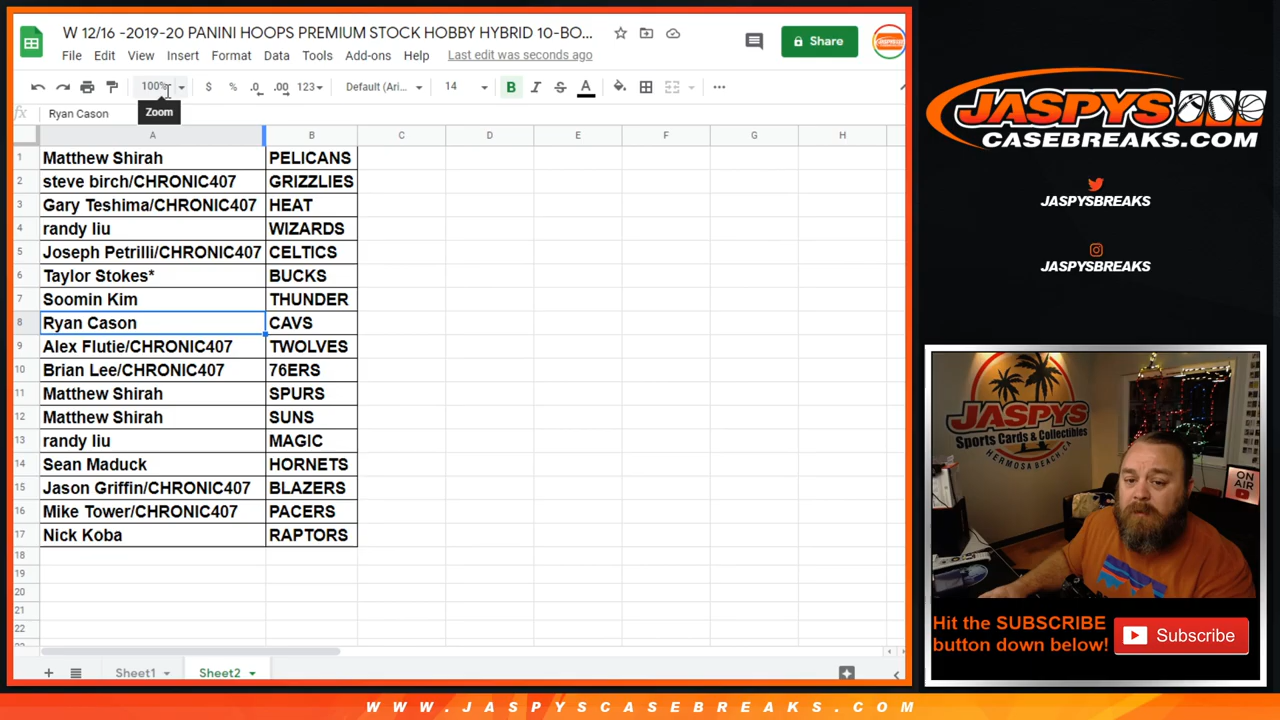 W 12/16 -2019-20 PANINI HOOPS PREMIUM STOCK HOBBY HYBRID 10-BO...
File Edit View Insert Format Data Tools Add-ons Help Last edit was seconds ago
Share
100% $ % .0 .00 123 Default (Ari... 14 B I S A
fx Ryan Cason
Zoom
A B C D E F G H
1 Matthew Shirah PELICANS
2 steve birch/CHRONIC407 GRIZZLIES
3 Gary Teshima/CHRONIC407 HEAT
4 randy liu WIZARDS
5 Joseph Petrilli/CHRONIC407 CELTICS
6 Taylor Stokes* BUCKS
7 Soomin Kim THUNDER
8 Ryan Cason CAVS
9 Alex Flutie/CHRONIC407 TWOLVES
10 Brian Lee/CHRONIC407 76ERS
11 Matthew Shirah SPURS
12 Matthew Shirah SUNS
13 randy liu MAGIC
14 Sean Maduck HORNETS
15 Jason Griffin/CHRONIC407 BLAZERS
16 Mike Tower/CHRONIC407 PACERS
17 Nick Koba RAPTORS
18
19
20
21
22
Sheet1 Sheet2
JASPYS
CASEBREAKS.COM
JASPYSBREAKS
JASPYSBREAKS
JASPYS
Sports Cards & Collectibles
HERMOSA BEACH, CA
ON
AIR
Hit the SUBSCRIBE
button down below!
Subscribe
WWW.JASPYSCASEBREAKS.COM